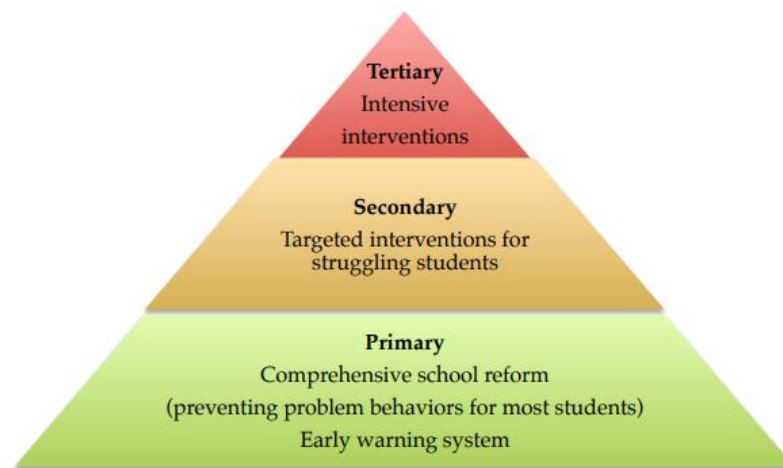 Tertiary
Intensive
interventions
Secondary
Targeted interventions for
struggling students
Primary
Comprehensive school reform
(preventing problem behaviors for most students)
Early warning system